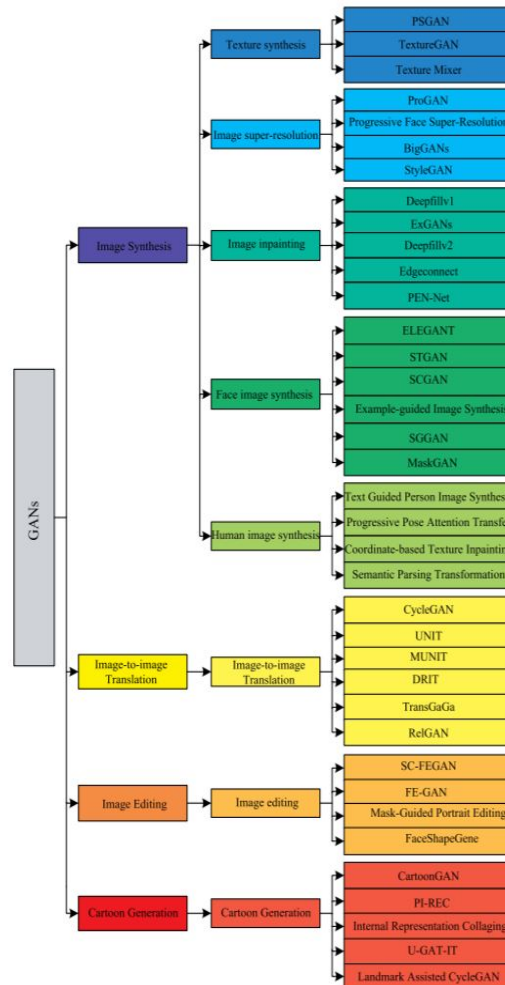 GANs
Image Synthesis
Texture synthesis
PSGAN
TextureGAN
Texture Mixer
Image super-resolution
ProGAN
Progressive Face Super-Resolution
BigGANs
StyleGAN
Image inpainting
Deepfillv1
ExGANs
Deepfillv2
Edgeconnect
PEN-Net
Face image synthesis
ELEGANT
STGAN
SCGAN
Example-guided Image Synthesis
SGGAN
MaskGAN
Human image synthesis
Text Guided Person Image Synthes
Progressive Pose Attention Transfe
Coordinate-based Texture Inpaintin
Semantic Parsing Transformation
Image-to-image
Translation
Image-to-image
Translation
CycleGAN
UNIT
MUNIT
DRIT
TransGaGa
RelGAN
Image Editing
Image editing
SC-FEGAN
FE-GAN
Mask-Guided Portrait Editing
FaceShapeGene
Cartoon Generation
Cartoon Generation
CartoonGAN
PI-REC
Internal Representation Collaging
U-GAT-IT
Landmark Assisted CycleGAN